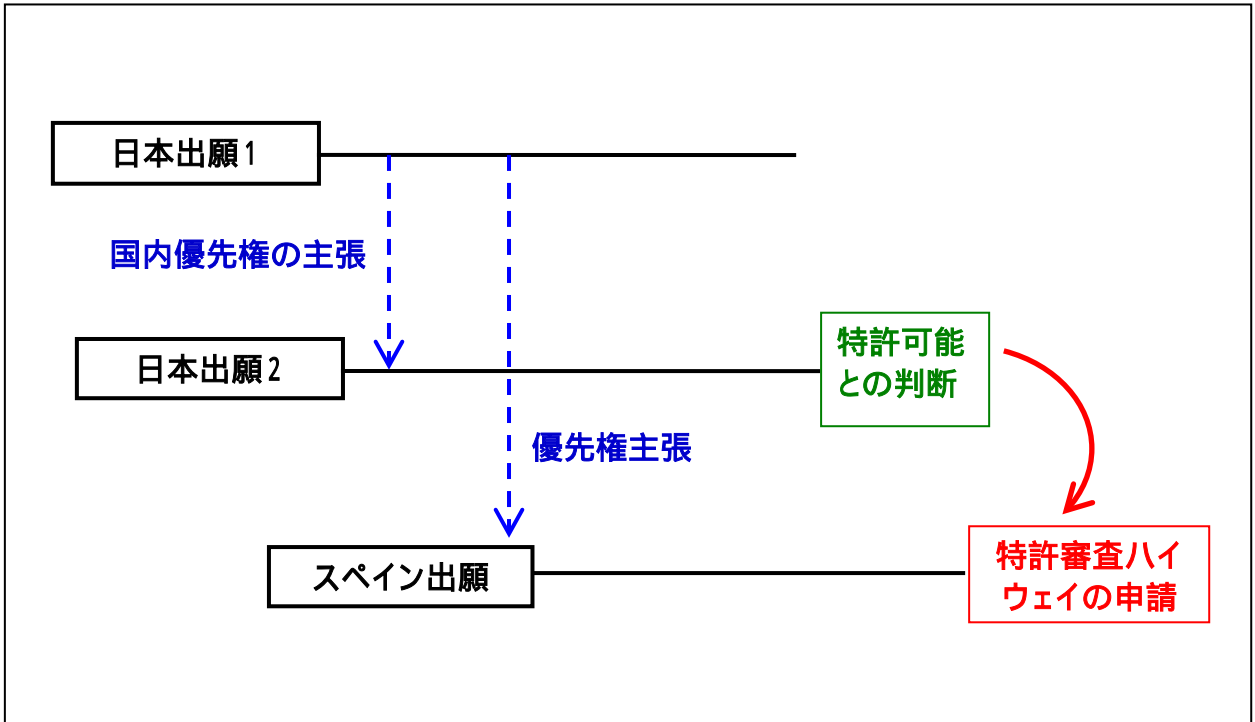 日本出願1
国内優先権の主張
日本出願2
特許可能
との判断
優先権主張
スペイン出願
特許審査ハイ
ウェイの申請